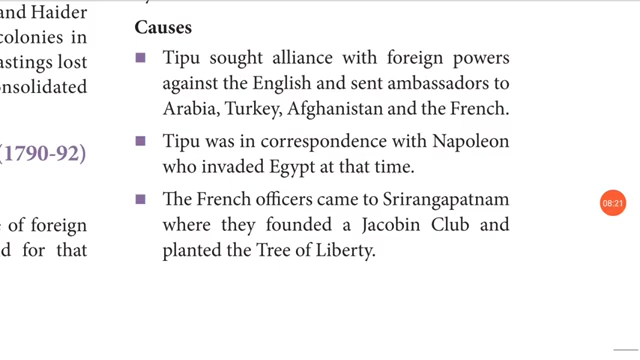 and Haider
colonies in
astings lost
onsolidated
(1790-92)
of foreign
d for that
Causes
Tipu sought alliance with foreign powers
against the English and sent ambassadors to
Arabia, Turkey, Afghanistan and the French.
Tipu was in correspondence with Napoleon
who invaded Egypt at that time.
The French officers came to Srirangapatnam
where they founded a Jacobin Club and
planted the Tree of Liberty.
08:21